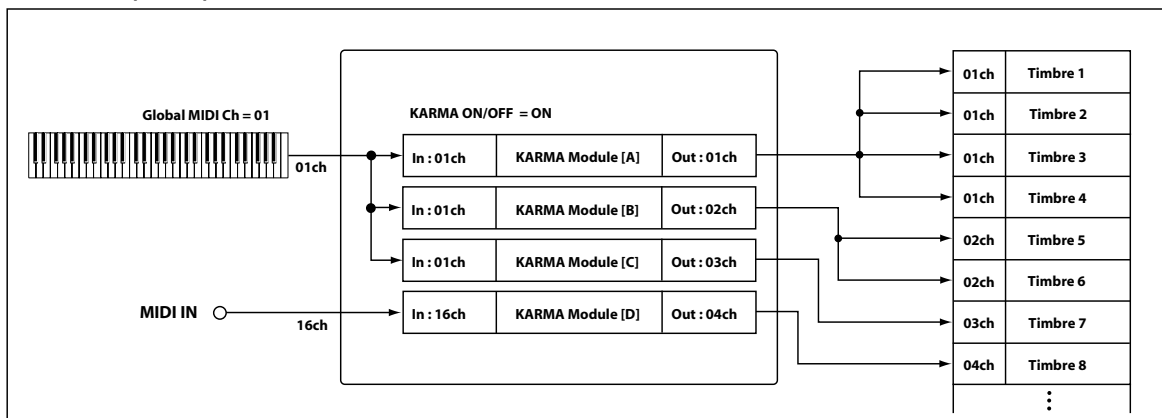 Global MIDI Ch = 01
01ch
KARMA ON/OFF = ON
In : 01ch KARMA Module [A] Out : 01ch
In : 01ch KARMA Module [B] Out : 02ch
In : 01ch KARMA Module [C] Out : 03ch
In : 16ch KARMA Module [D] Out : 04ch
MIDI IN
16ch
01ch Timbre 1
01ch Timbre 2
01ch Timbre 3
01ch Timbre 4
02ch Timbre 5
02ch Timbre 6
03ch Timbre 7
04ch Timbre 8